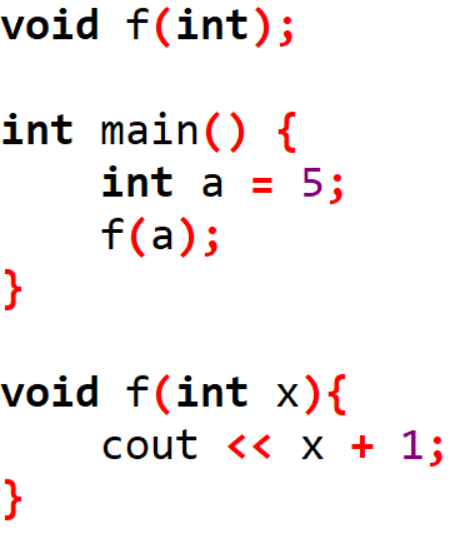 void f(int);
int main() {
    int a = 5;
    f(a);
}
void f(int x){
    cout << x + 1;
}